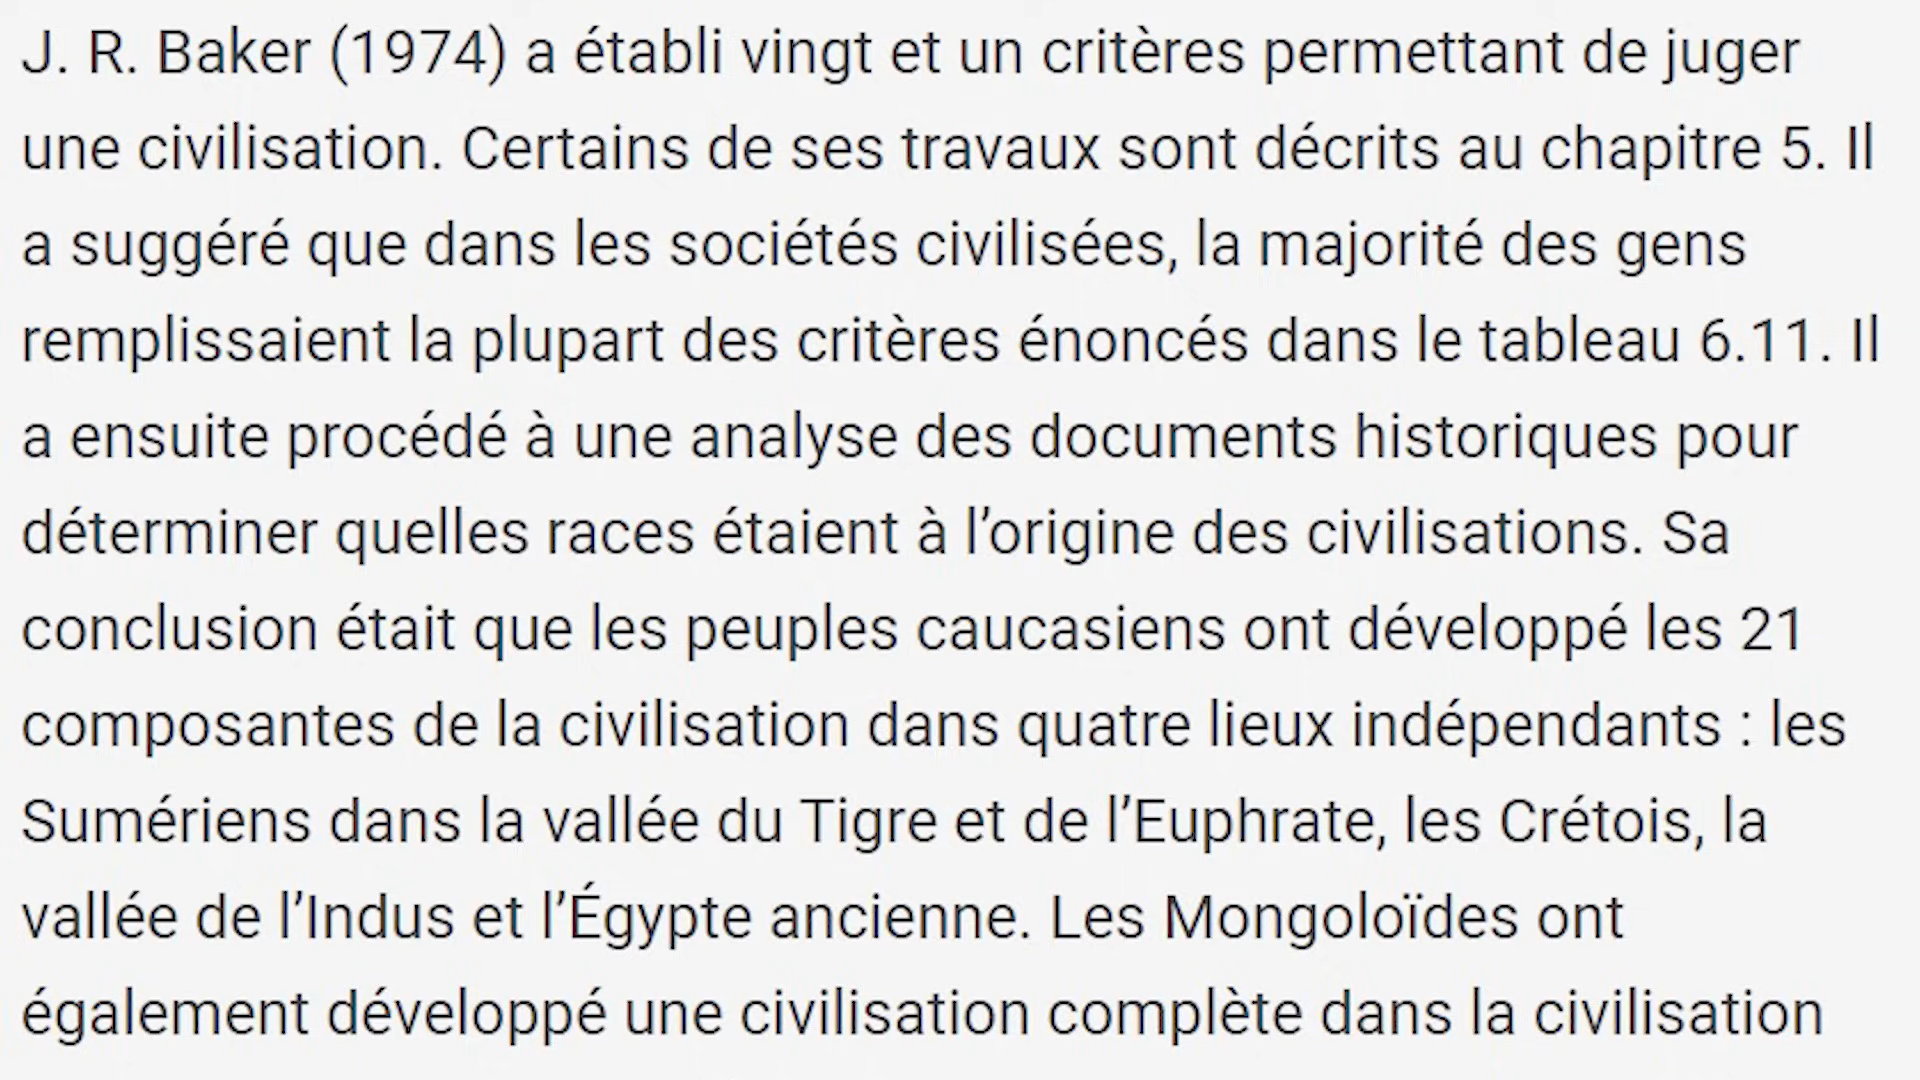 J. R. Baker (1974) a établi vingt et un critères permettant de juger
une civilisation. Certains de ses travaux sont décrits au chapitre 5. Il
a suggéré que dans les sociétés civilisées, la majorité des gens
remplissaient la plupart des critères énoncés dans le tableau 6.11. Il
a ensuite procédé à une analyse des documents historiques pour
déterminer quelles races étaient à l’origine des civilisations. Sa
conclusion était que les peuples caucasiens ont développé les 21
composantes de la civilisation dans quatre lieux indépendants : les
Sumériens dans la vallée du Tigre et de l’Euphrate, les Crétois, la
vallée de l’Indus et l’Égypte ancienne. Les Mongoloïdes ont
également développé une civilisation complète dans la civilisation